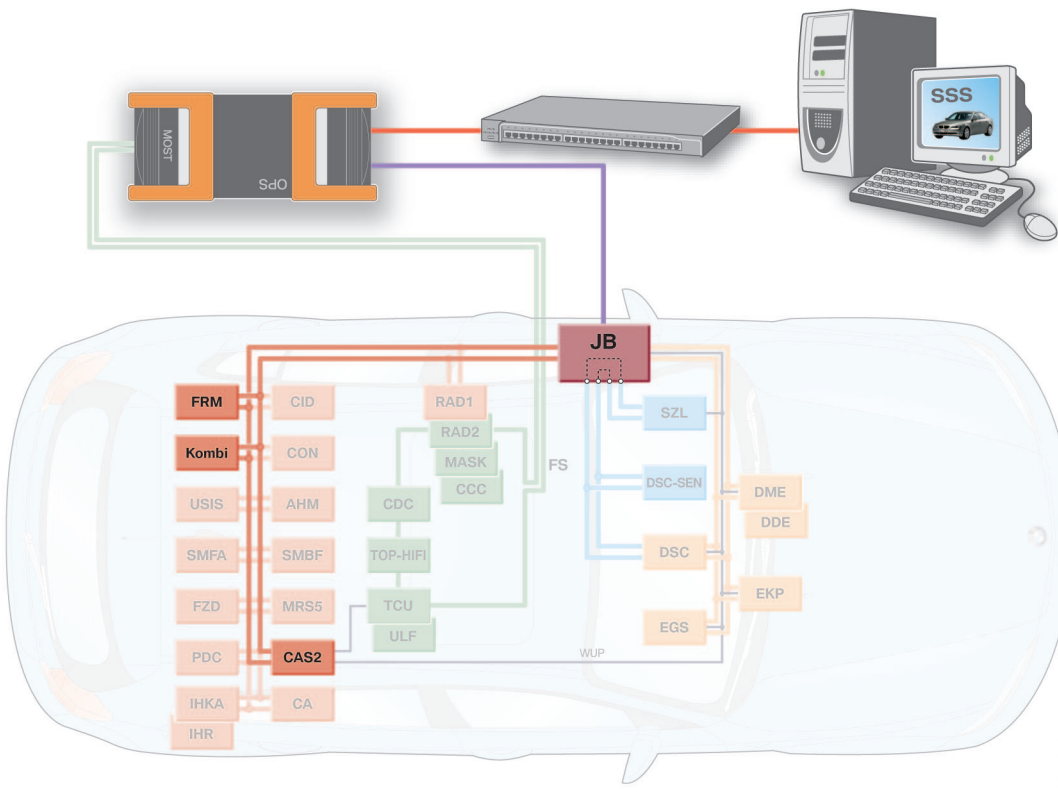 SSS
MOST
OPS
JB
FRM
CID
RAD1
SZL
RAD2
Kombi
CON
MASK
FS
CCC
DSC-SEN
DME
USIS
AHM
CDC
DDE
SMFA
SMBF
TOP-HIFI
DSC
FZD
MRS5
TCU
EKP
ULF
EGS
PDC
CAS2
WUP
IHKA
CA
IHR